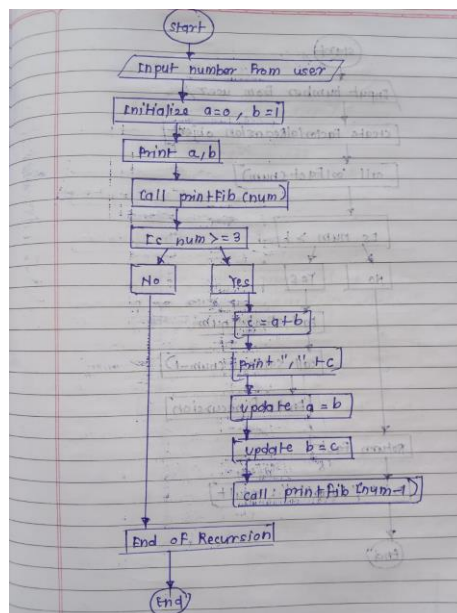 Start
Input number from user
Initialize a=0, b=1
Print a,b
Call printFib(num)
Is num >= 3
No
Yes
c = a+b
print "," + c
update a = b
update b = c
call printFib(num-1)
End of Recursion
End